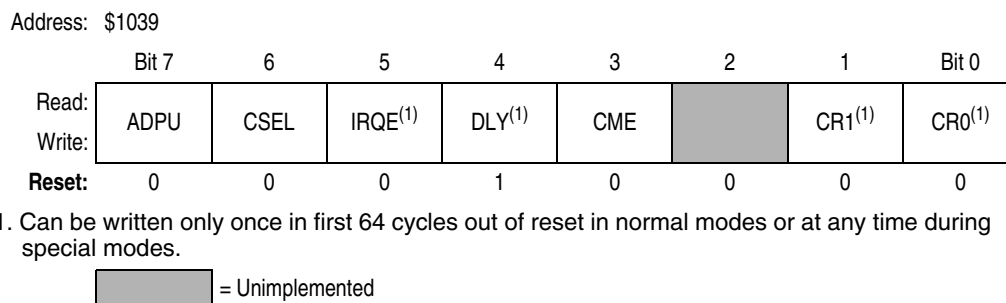 Address: $1039
Bit 7 6 5 4 3 2 1 Bit 0
Read:
ADPU CSEL IRQE(1) DLY(1) CME CR1(1) CR0(1)
Write:
Reset: 0 0 0 1 0 0 0 0
1. Can be written only once in first 64 cycles out of reset in normal modes or at any time during
special modes.
= Unimplemented